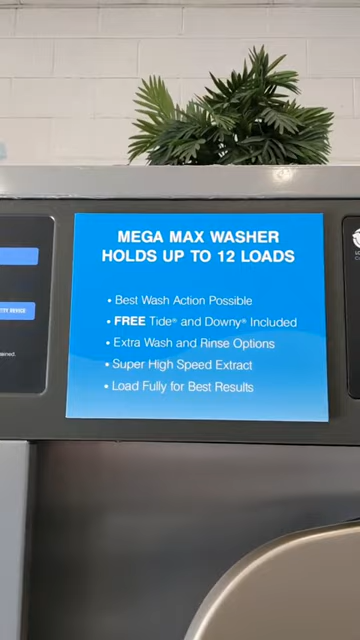 MEGA MAX WASHER
HOLDS UP TO 12 LOADS
• Best Wash Action Possible
• FREE Tide® and Downy® Included
• Extra Wash and Rinse Options
• Super High Speed Extract
• Load Fully for Best Results